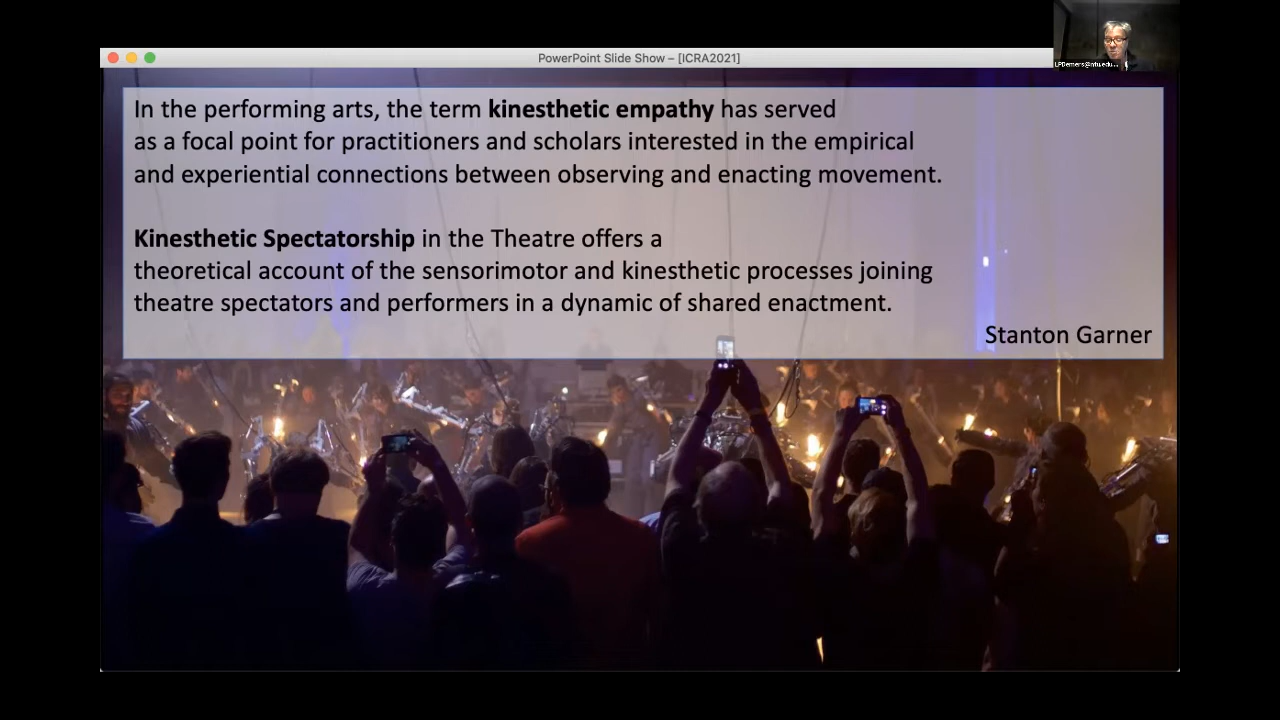 PowerPoint Slide Show – [ICRA2021]
LPDemers@ntu.edu...
In the performing arts, the term kinesthetic empathy has served
as a focal point for practitioners and scholars interested in the empirical
and experiential connections between observing and enacting movement.
Kinesthetic Spectatorship in the Theatre offers a
theoretical account of the sensorimotor and kinesthetic processes joining
theatre spectators and performers in a dynamic of shared enactment.
Stanton Garner